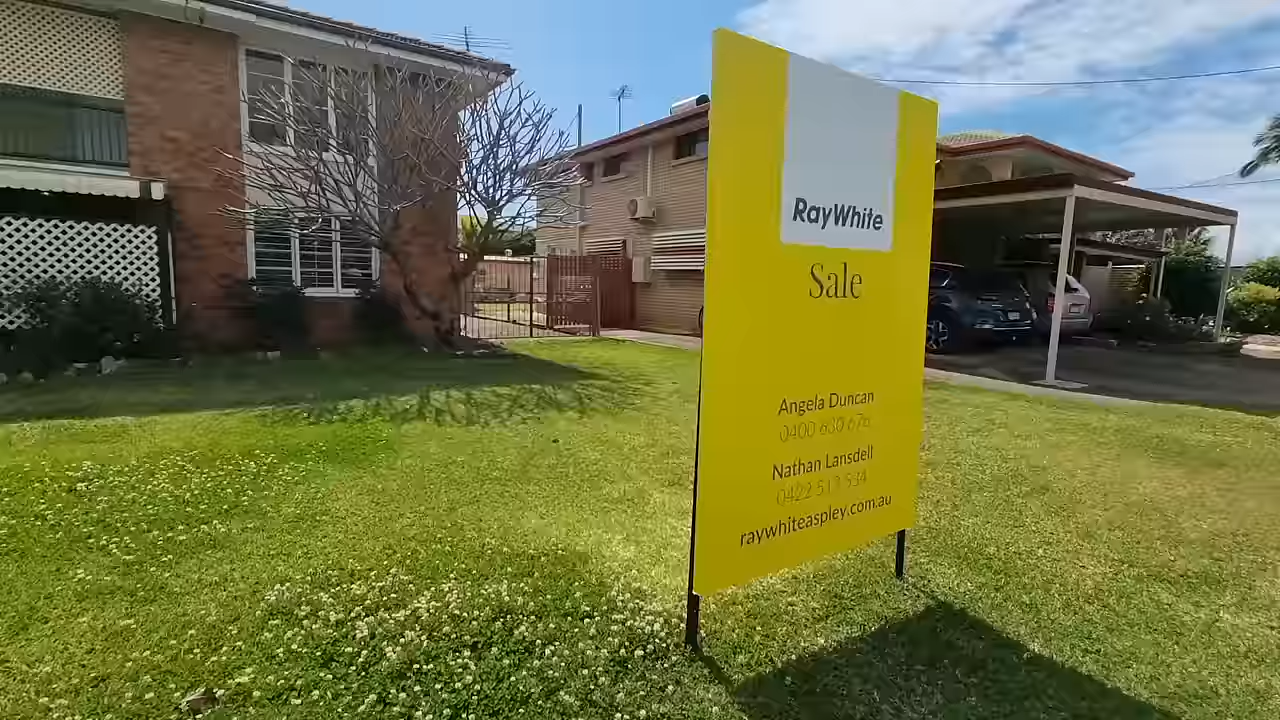 RayWhite
Sale
Angela Duncan
0400 630 676
Nathan Lansdell
0422 513 534
raywhiteaspley.com.au